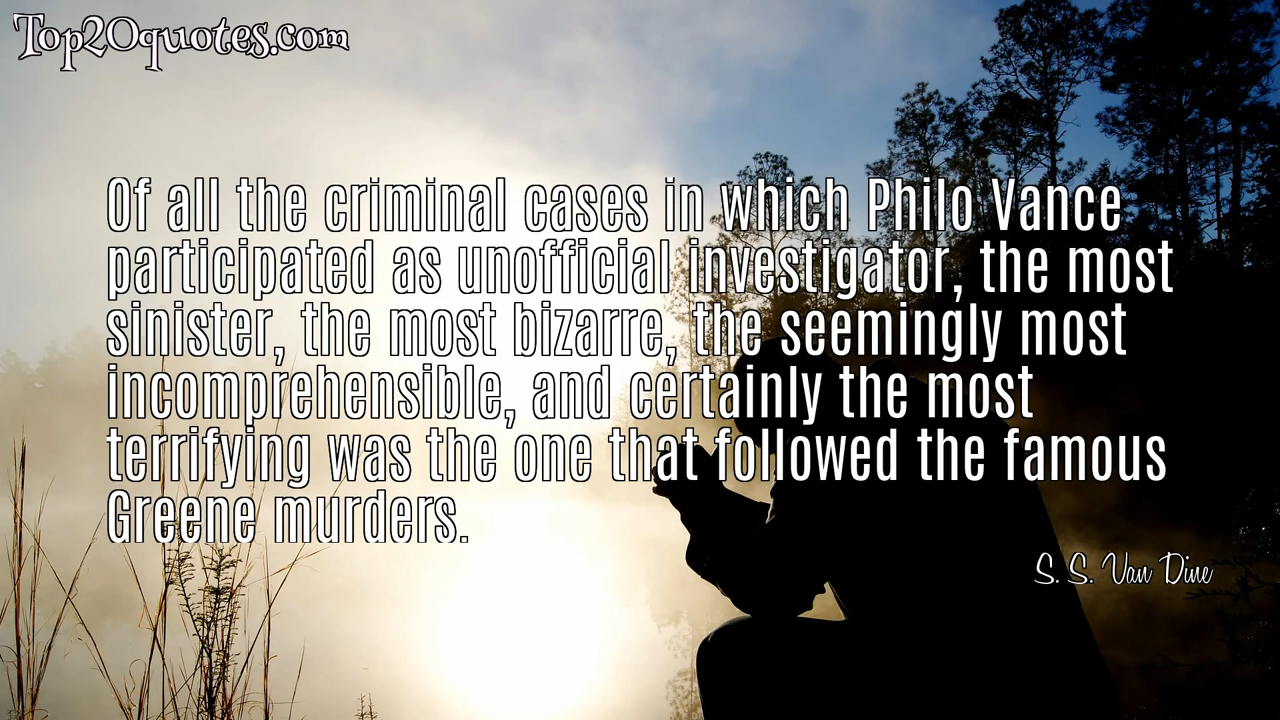 Top20quotes.com
Of all the criminal cases in which Philo Vance
participated as unofficial investigator, the most
sinister, the most bizarre, the seemingly most
incomprehensible, and certainly the most
terrifying was the one that followed the famous
Greene murders.
S. S. Van Dine